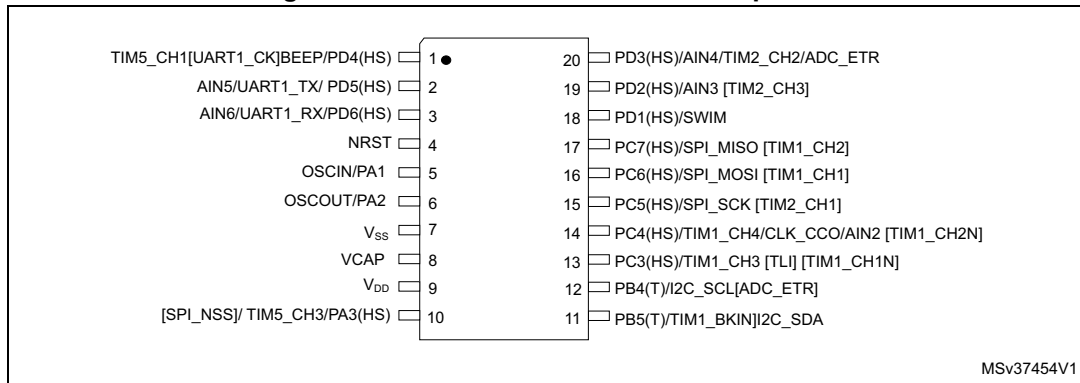 TIM5_CH1[UART1_CK]BEEP/PD4(HS) 1 20 PD3(HS)/AIN4/TIM2_CH2/ADC_ETR
AIN5/UART1_TX/ PD5(HS) 2 19 PD2(HS)/AIN3 [TIM2_CH3]
AIN6/UART1_RX/PD6(HS) 3 18 PD1(HS)/SWIM
NRST 4 17 PC7(HS)/SPI_MISO [TIM1_CH2]
OSCIN/PA1 5 16 PC6(HS)/SPI_MOSI [TIM1_CH1]
OSCOUT/PA2 6 15 PC5(HS)/SPI_SCK [TIM2_CH1]
VSS 7 14 PC4(HS)/TIM1_CH4/CLK_CCO/AIN2 [TIM1_CH2N]
VCAP 8 13 PC3(HS)/TIM1_CH3 [TLI] [TIM1_CH1N]
VDD 9 12 PB4(T)/I2C_SCL[ADC_ETR]
[SPI_NSS]/ TIM5_CH3/PA3(HS) 10 11 PB5(T)/TIM1_BKIN]I2C_SDA
MSv37454V1